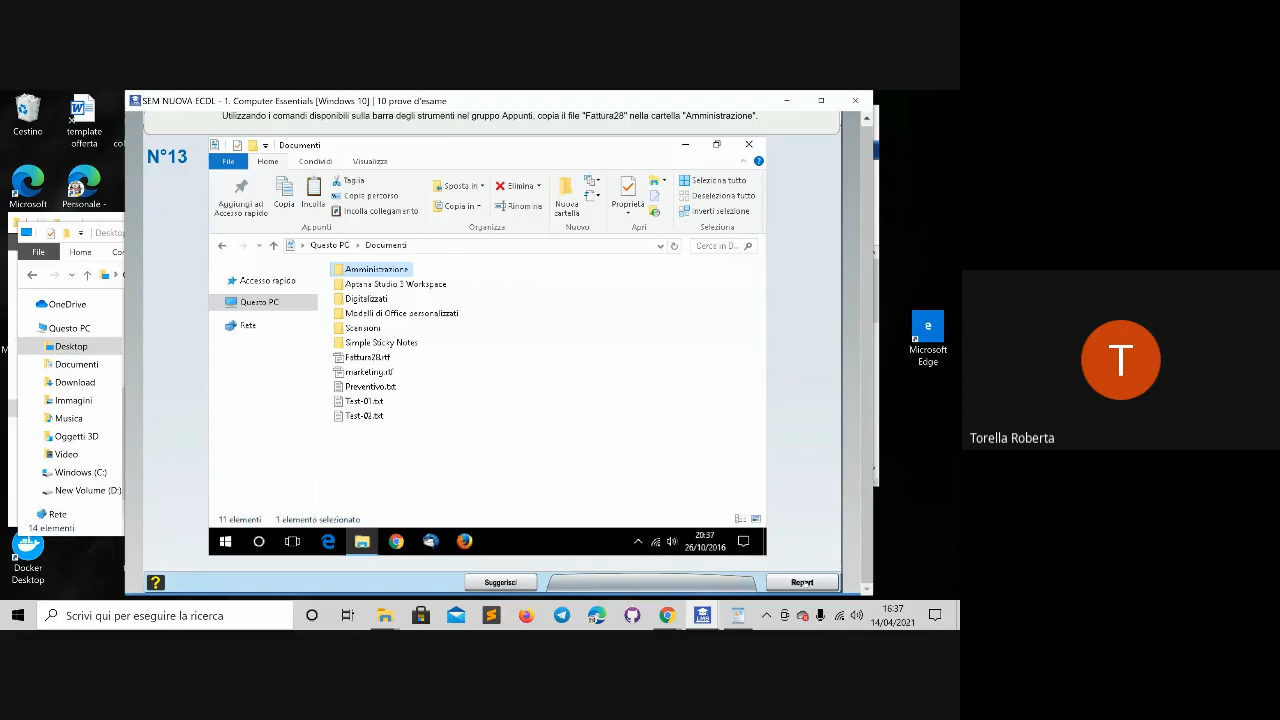 Cestino
template
offerta
Microsoft
Personale -
SEM NUOVA ECDL - 1. Computer Essentials [Windows 10] | 10 prove d'esame
Utilizzando i comandi disponibili sulla barra degli strumenti nel gruppo Appunti, copia il file "Fattura28" nella cartella "Amministrazione".
N°13
Documenti
File
Home
Condividi
Visualizza
Aggiungi ad
Accesso rapido
Copia
Incolla
Taglia
Copia percorso
Incolla collegamento
Appunti
Sposta in
Copia in
Elimina
Rinomina
Organizza
Nuova
cartella
Nuovo
Proprietà
Apri
Seleziona tutto
Deseleziona tutto
Inverti selezione
Seleziona
Questo PC > Documenti
Cerca in D...
Accesso rapido
Questo PC
Rete
Amministrazione
Aptana Studio 3 Workspace
Digitalizzati
Modelli di Office personalizzati
Scansioni
Simple Sticky Notes
Fattura28.rtf
marketing.rtf
Preventivo.txt
Test-01.txt
Test-02.txt
11 elementi
1 elemento selezionato
20:37
26/10/2016
Suggerisci
Report
File
Home
OneDrive
Questo PC
Desktop
Documenti
Download
Immagini
Musica
Oggetti 3D
Video
Windows (C:)
New Volume (D:)
Rete
14 elementi
Docker
Desktop
Microsoft
Edge
T
Torella Roberta
Scrivi qui per eseguire la ricerca
LMS
16:37
14/04/2021